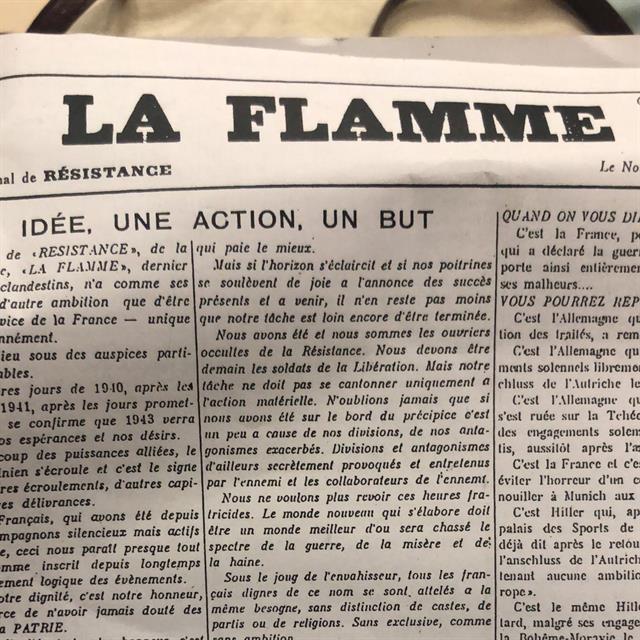 LA FLAMME
nal de RÉSISTANCE
Le No
IDÉE, UNE ACTION, UN BUT
de «RESISTANCE», de la
e, «LA FLAMME», dernier
clandestins, n'a comme ses
d'autre ambition que d'être
vice de la France — unique
nnément.
ieu sous des auspices parti-
ables.
res jours de 1940, après les
1941, après les jours promet-
se confirme que 1943 verra
os espérances et nos désirs.
coup des puissances alliées, le
inien s'écroule et c'est le signe
res écroulements, d'autres capi-
es délivrances.
Français, qui avons été depuis
mpagnons silencieux mais actifs
e, ceci nous paraît presque tout
omme inscrit depuis longtemps
ement logique des évènements.
otre dignité, c'est notre honneur,
rce de n'avoir jamais douté des
a PATRIE.
qui paie le mieux.
Mais si l'horizon s'éclaircit et si nos poitrines
se soulèvent de joie a l'annonce des succès
présents et a venir, il n'en reste pas moins
que notre tâche est loin encore d'être terminée.
Nous avons été et nous sommes les ouvriers
occultes de la Résistance. Nous devons être
demain les soldats de la Libération. Mais notre
tâche ne doit pas se cantonner uniquement a
l'action matérielle. N'oublions jamais que si
nous avons été sur le bord du précipice c'est
un peu a cause de nos divisions, de nos anta-
gonismes exacerbés. Divisions et antagonismes
d'ailleurs secrètement provoqués et entretenus
par l'ennemi et les collaborateurs de l'ennemi.
Nous ne voulons plus revoir ces heures fra-
tricides. Le monde nouveau qui s'élabore doit
être un monde meilleur d'ou sera chassé le
spectre de la guerre, de la misère et de
la haine.
Sous le joug de l'envahisseur, tous les fran-
çais dignes de ce nom se sont attelés a la
même besogne, sans distinction de castes, de
partis ou de religions. Sans exclusive, comme
sans ambition
QUAND ON VOUS DI
C'est la France, po
qui a déclaré la guer
porte ainsi entièrem
ses malheurs....
VOUS POURREZ REP
C'est l'Allemagne qu
tion des traités, a rem
C'est l'Allemagne qu
ments solennels libreme
chluss de l'Autriche le
C'est l'Allemagne qu
s'est ruée sur la Tché
des engagements solem
tis, aussitôt après l'a
C'est la France et c'e
éviter l'horreur d'un c
nouiller à Munich aux
C'est Hitler qui, ap
palais des Sports de
déjà dit après le retou
l'anschluss de l'Autric
tenant aucune ambition
rope».
C'est le même Hitle
tard, malgré ses engage
la Bohême-Moravie